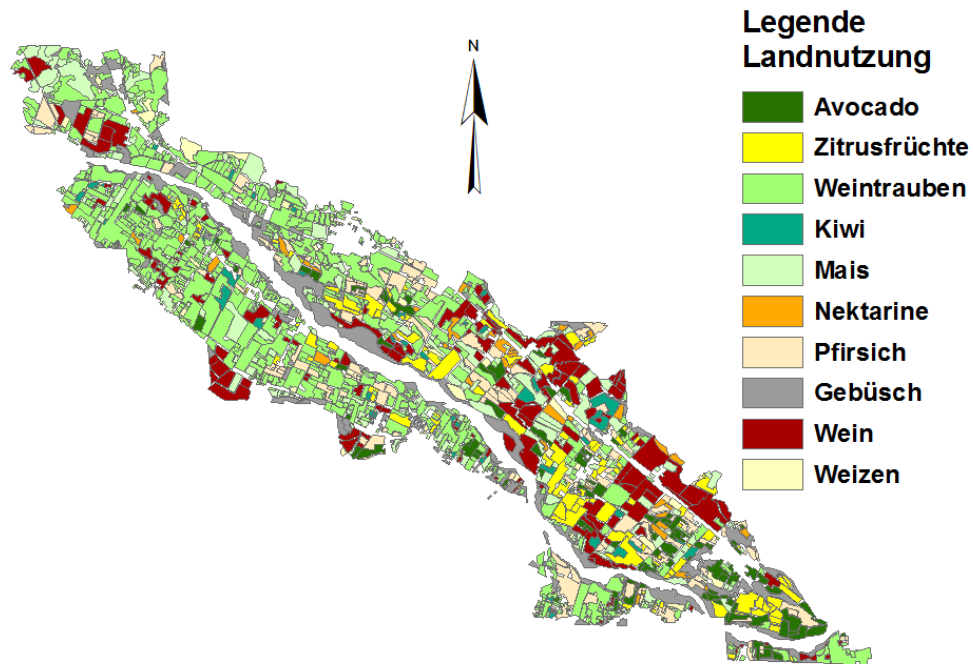 Legende
Landnutzung
N
Avocado
Zitrusfrüchte
Weintrauben
Kiwi
Mais
Nektarine
Pfirsich
Gebüsch
Wein
Weizen